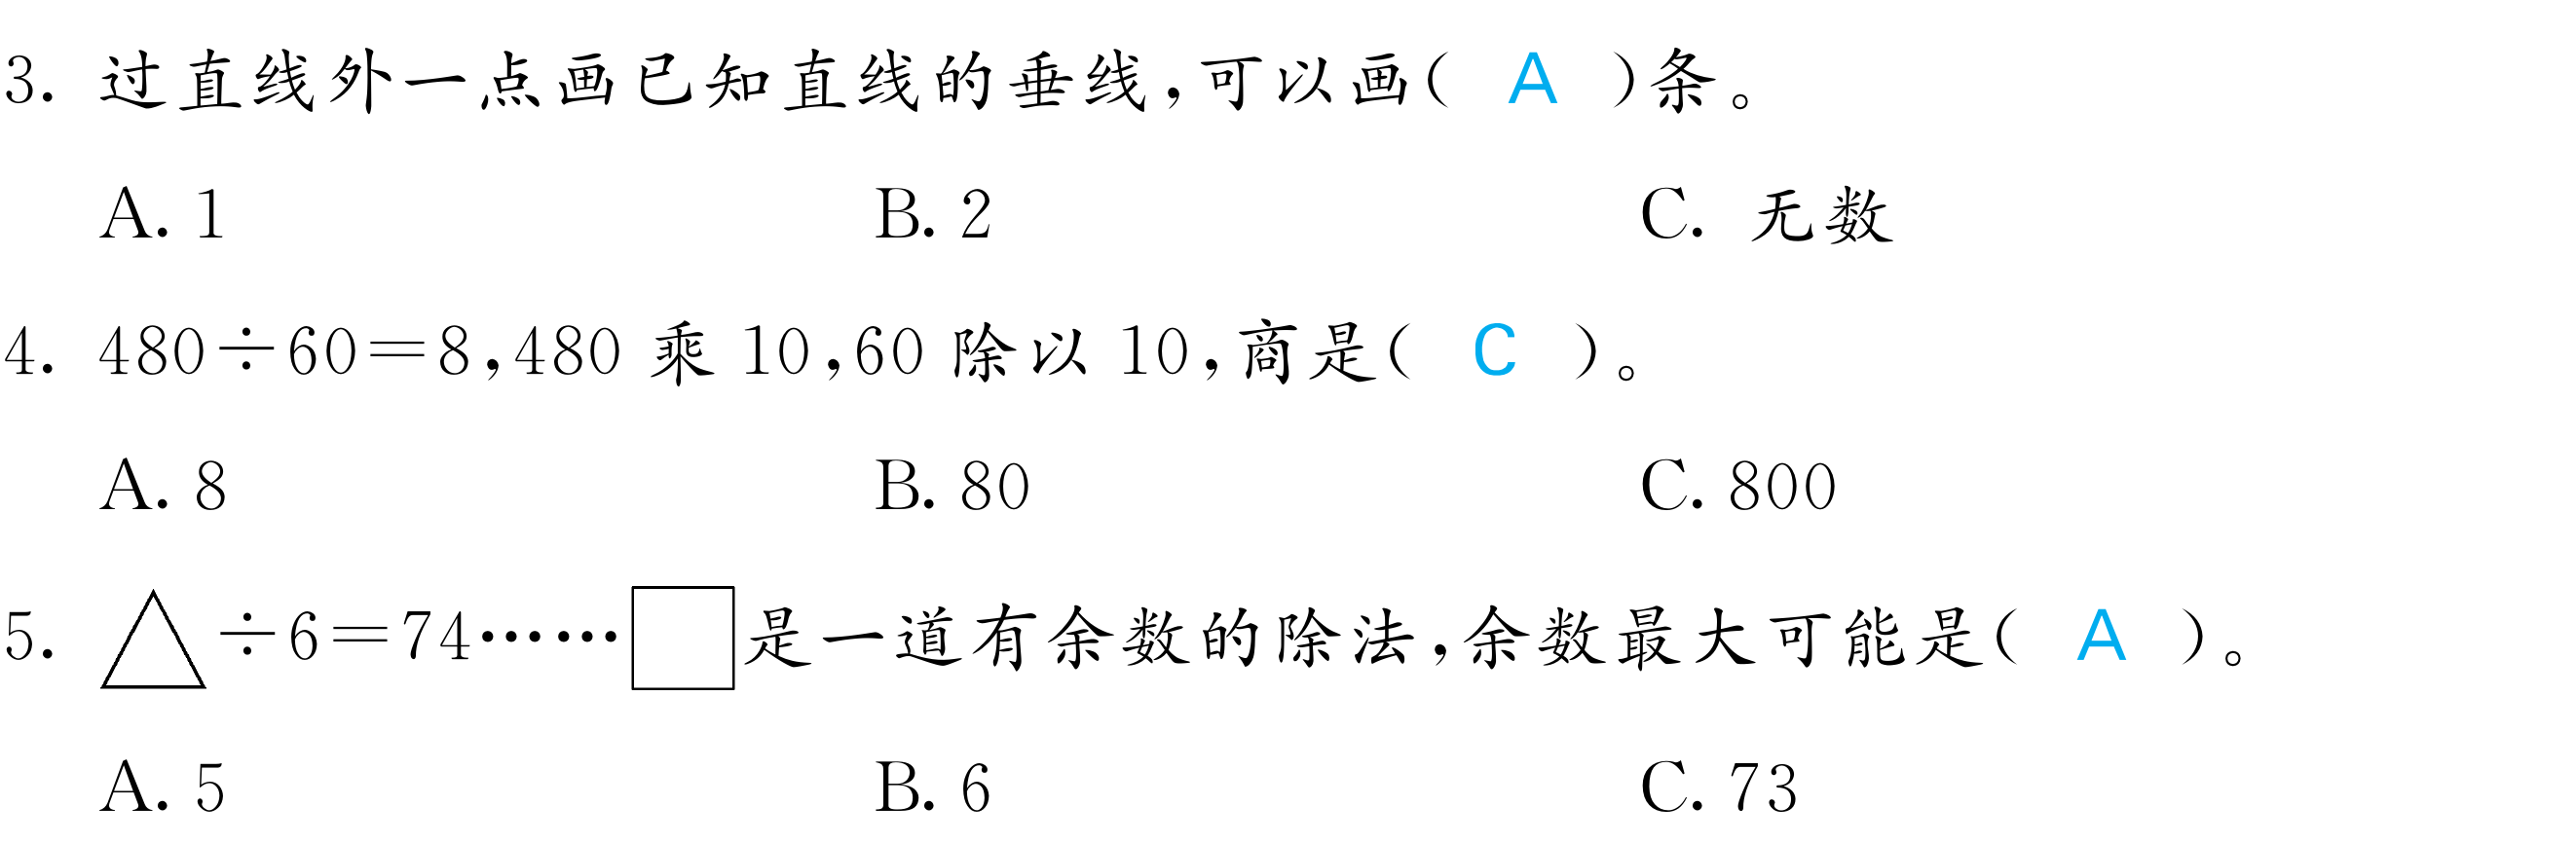 3. 过直线外一点画已知直线的垂线,可以画( A )条。
A. 1 B. 2 C. 无数
4. 480÷60=8,480 乘 10,60 除以 10,商是( C )。
A. 8 B. 80 C. 800
5. △÷6=74……□是一道有余数的除法,余数最大可能是( A )。
A. 5 B. 6 C. 73